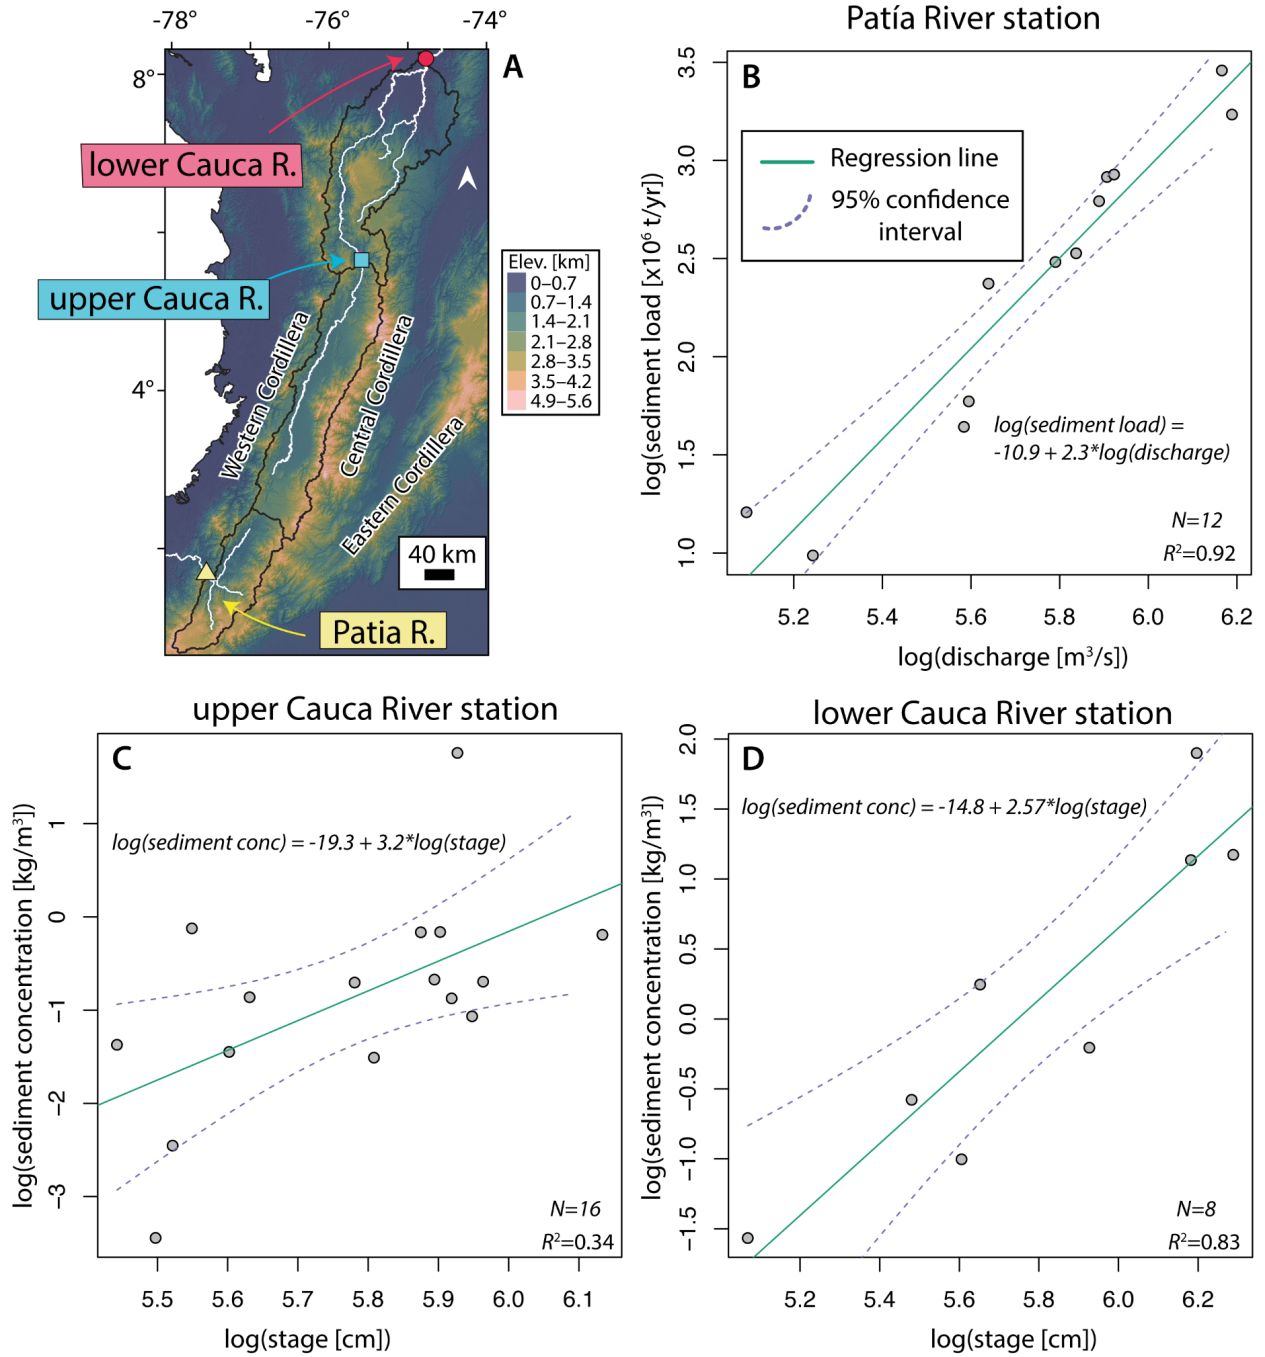 -78°
-76°
-74°
8°
4°
A
lower Cauca R.
upper Cauca R.
Western Cordillera
Central Cordillera
Eastern Cordillera
Patia R.
40 km
Elev. [km]
0–0.7
0.7–1.4
1.4–2.1
2.1–2.8
2.8–3.5
3.5–4.2
4.9–5.6
Patía River station
B
Regression line
95% confidence
interval
log(sediment load) =
-10.9 + 2.3*log(discharge)
N=12
R²=0.92
log(sediment load [x10⁶ t/yr])
3.5
3.0
2.5
2.0
1.5
1.0
5.2
5.4
5.6
5.8
6.0
6.2
log(discharge [m³/s])
upper Cauca River station
C
log(sediment conc) = -19.3 + 3.2*log(stage)
N=16
R²=0.34
log(sediment concentration [kg/m³])
1
0
−1
−2
−3
5.5
5.6
5.7
5.8
5.9
6.0
6.1
log(stage [cm])
lower Cauca River station
D
log(sediment conc) = -14.8 + 2.57*log(stage)
N=8
R²=0.83
log(sediment concentration [kg/m³])
2.0
1.5
1.0
0.5
0.0
−0.5
−1.0
−1.5
5.2
5.4
5.6
5.8
6.0
6.2
log(stage [cm])